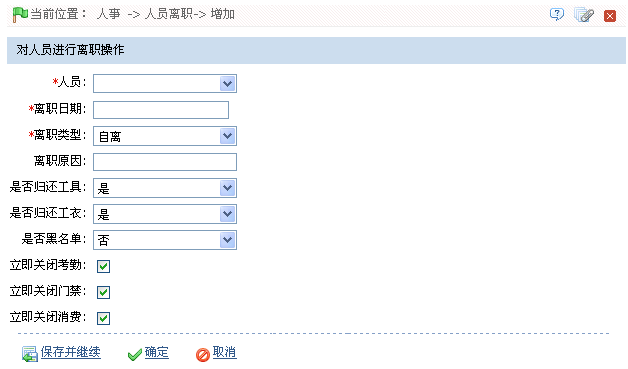 当前位置： 人事 -> 人员离职-> 增加
对人员进行离职操作
*人员：
*离职日期：
*离职类型： 自离
离职原因：
是否归还工具： 是
是否归还工衣： 是
是否黑名单： 否
立即关闭考勤：
立即关闭门禁：
立即关闭消费：
保存并继续 确定 取消